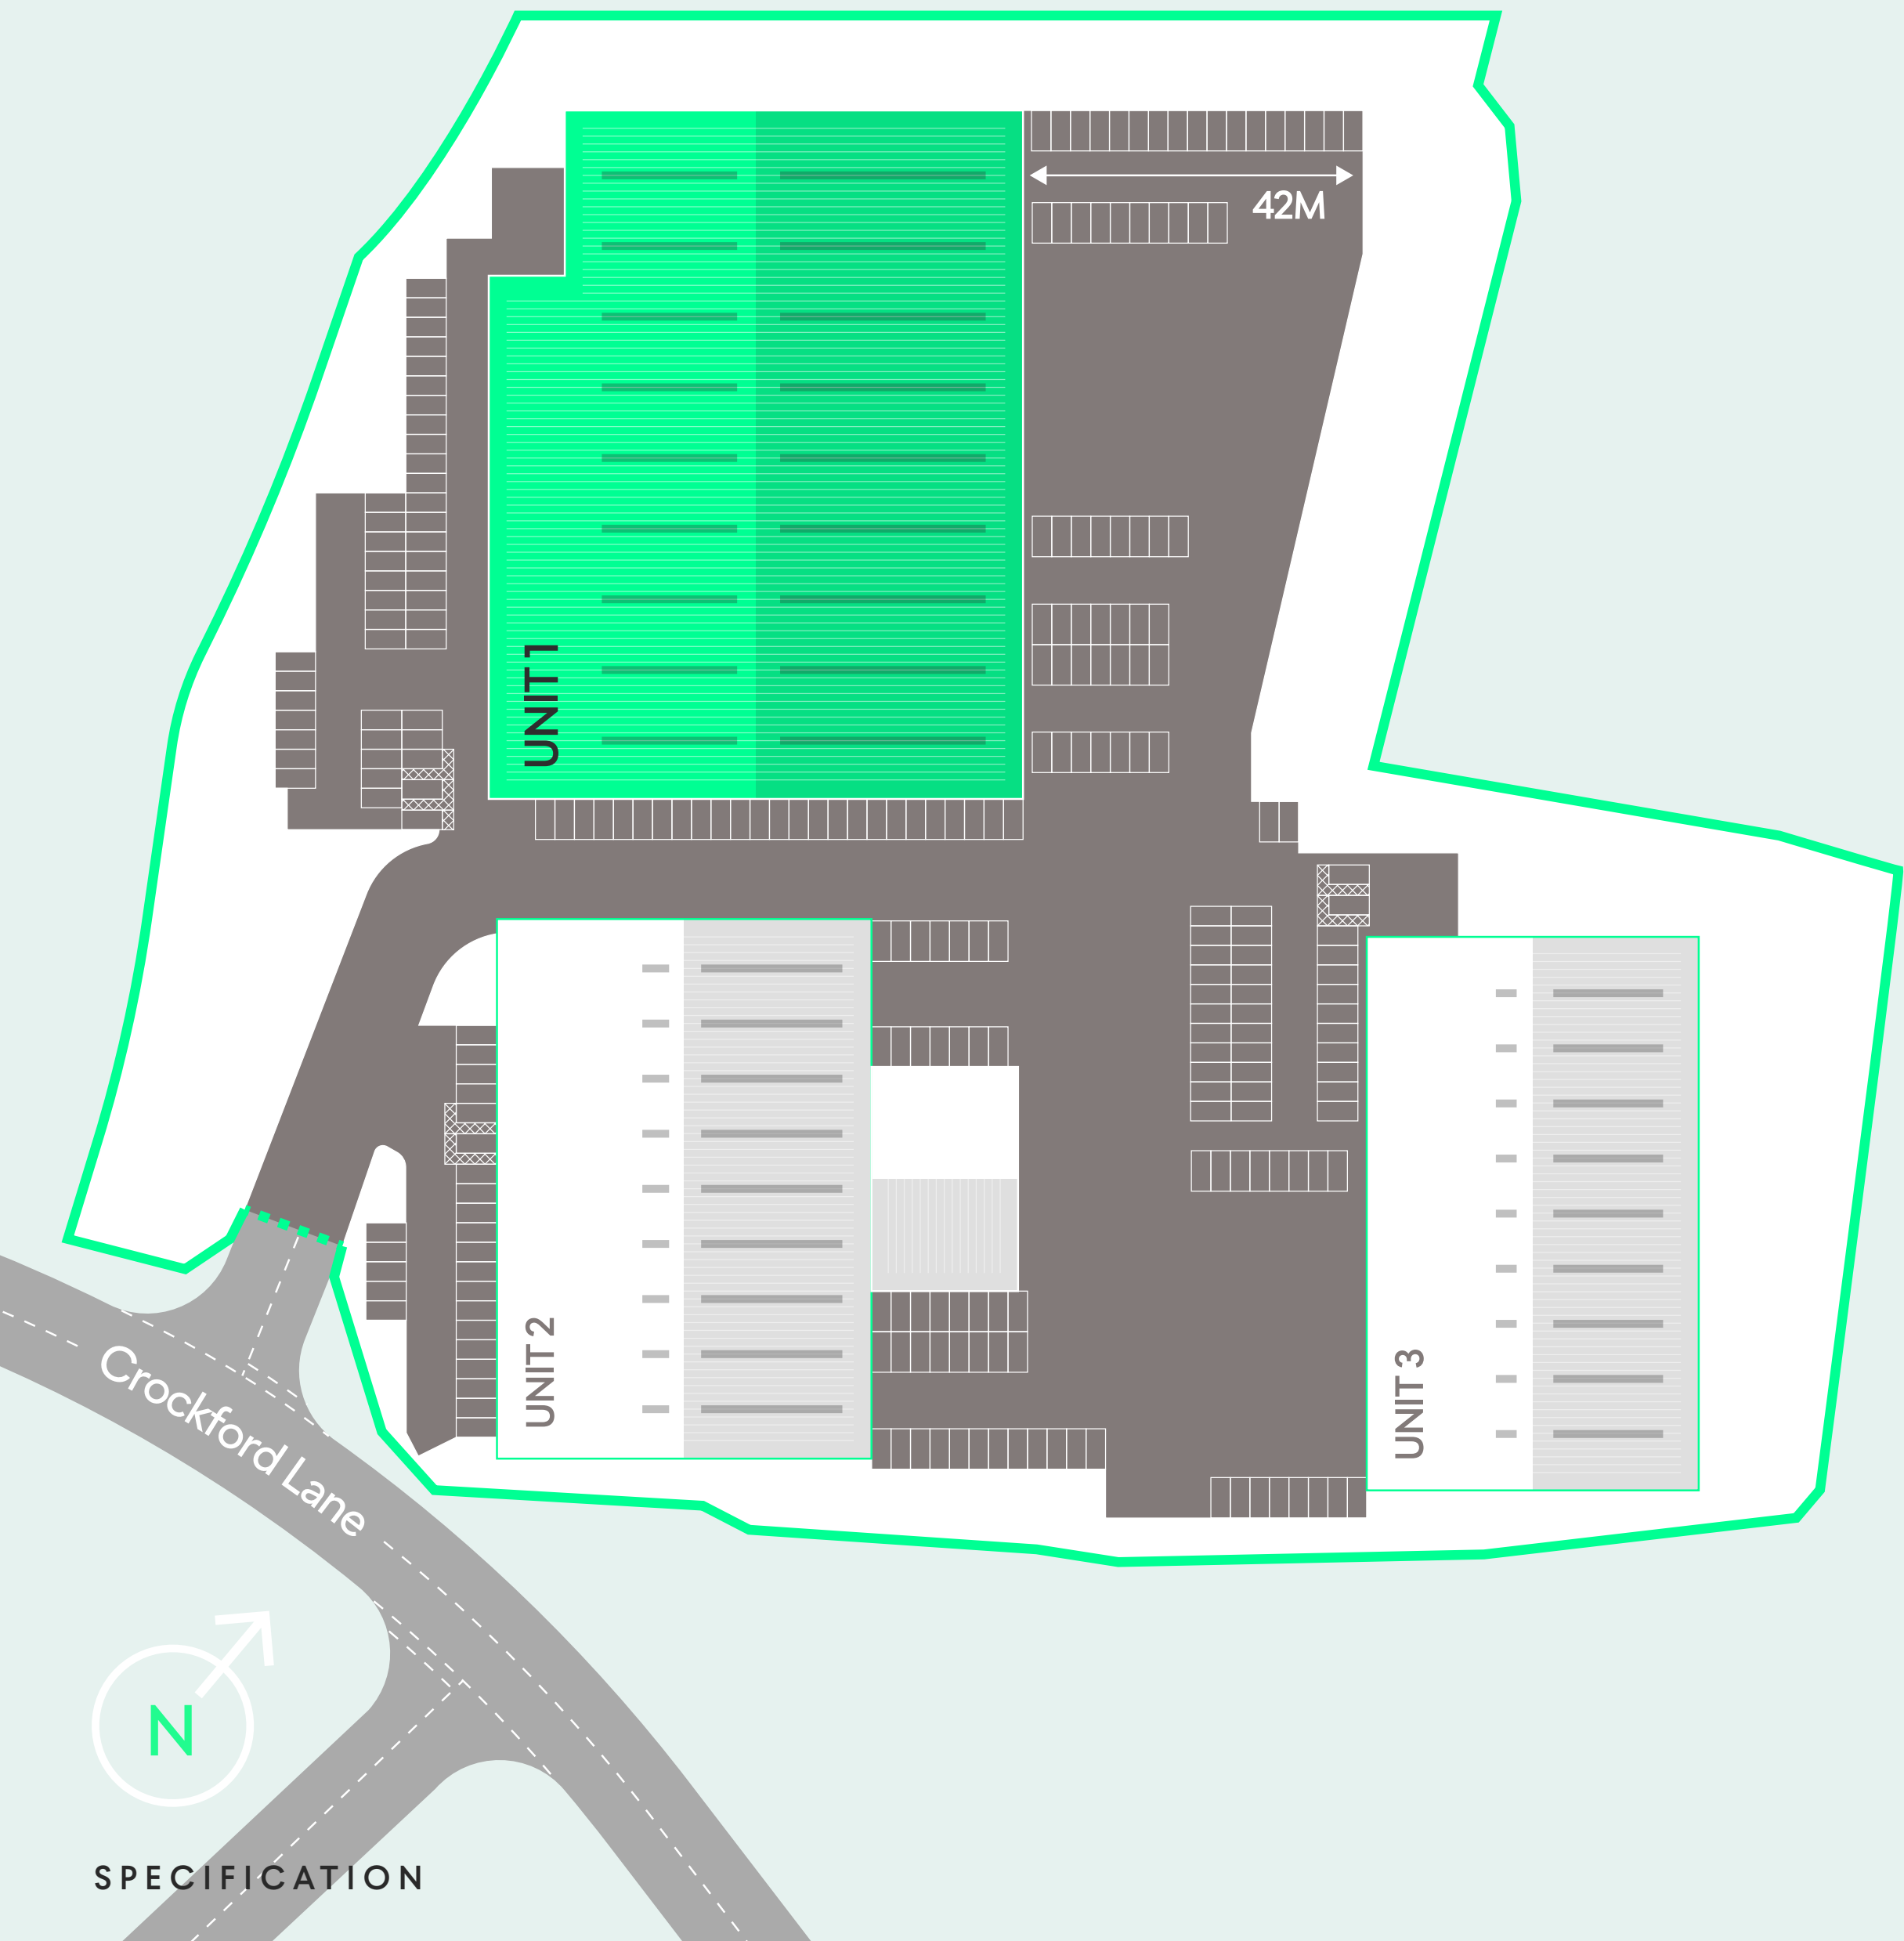 42M
UNIT 1
UNIT 2
UNIT 3
Crockford Lane
N
SPECIFICATION